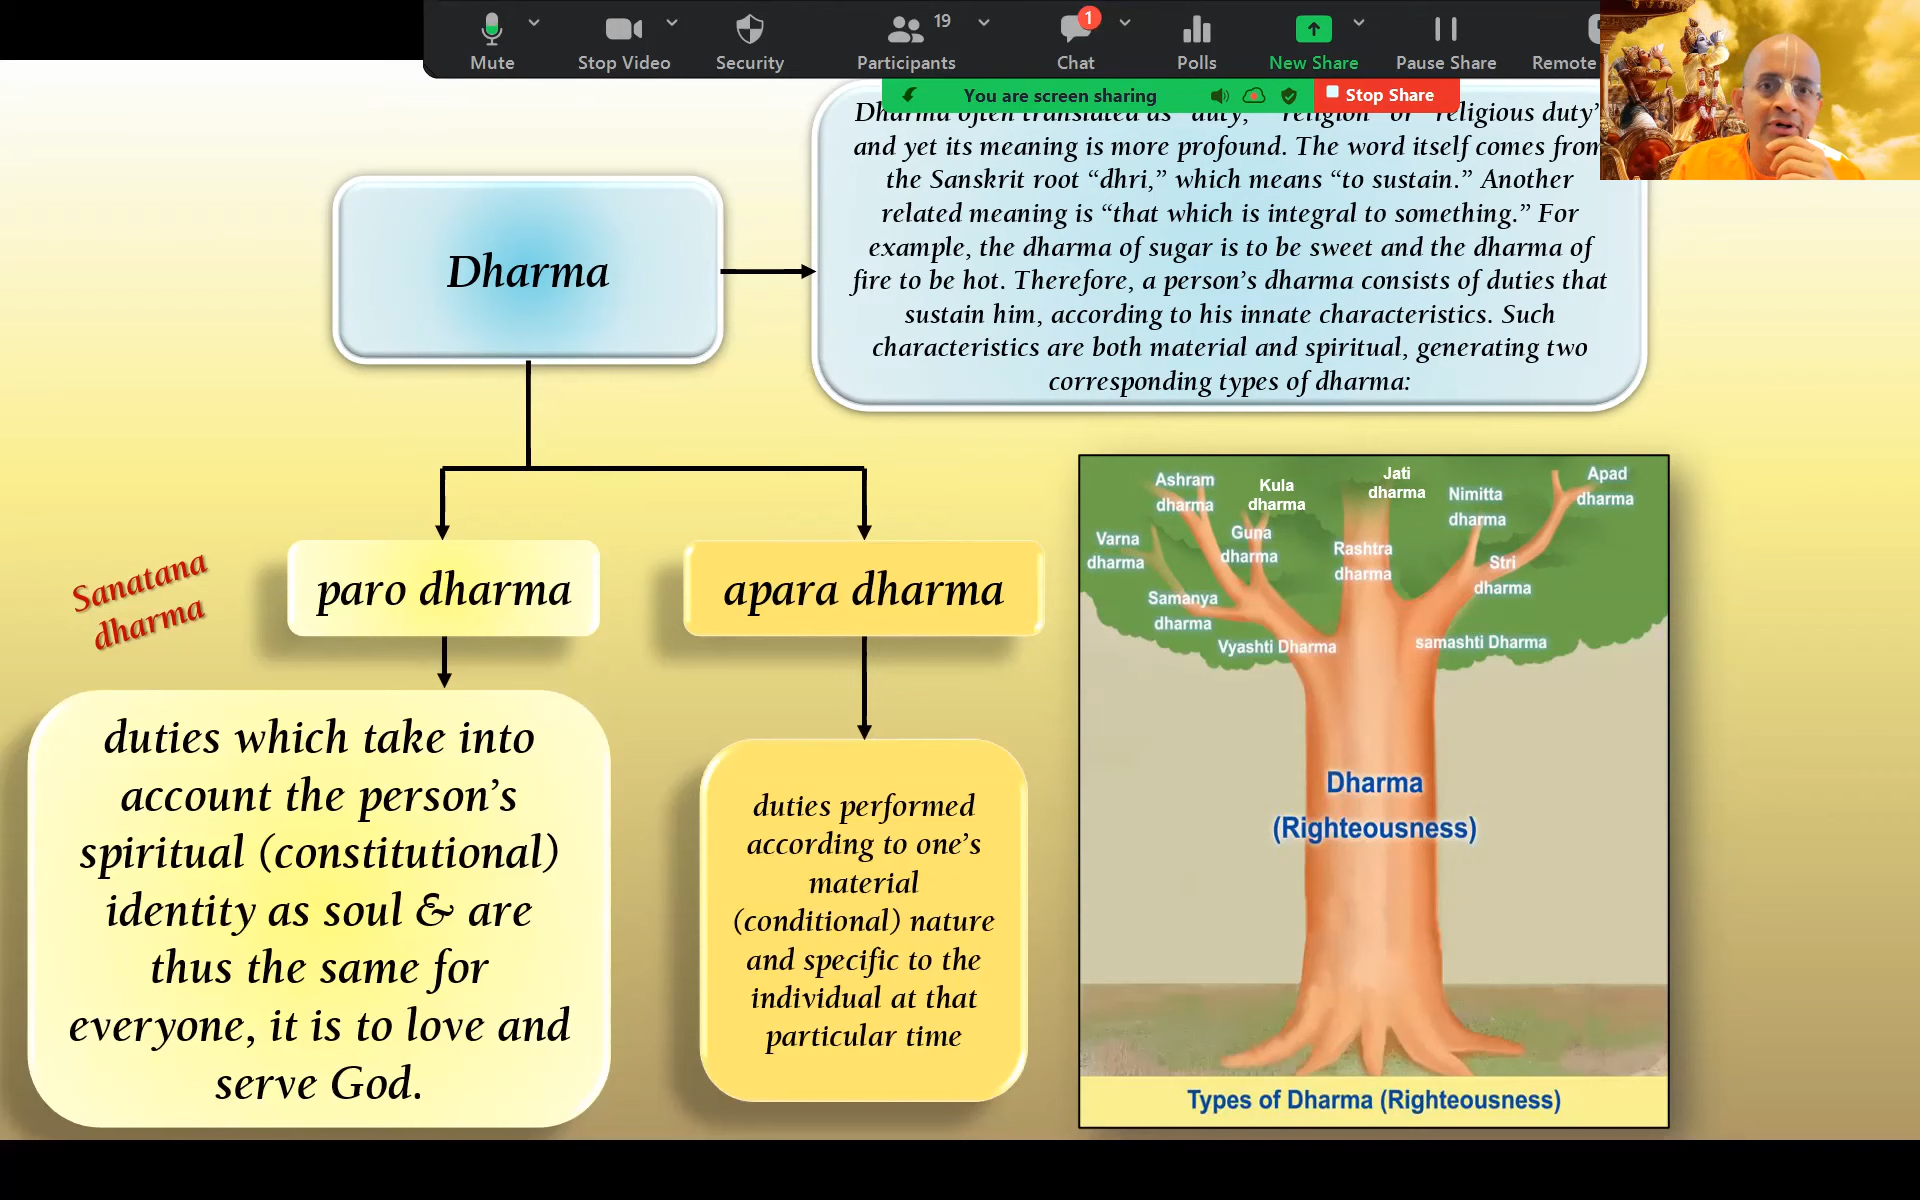 Mute
Stop Video
Security
Participants
19
Chat
1
Polls
New Share
Pause Share
Remote
You are screen sharing
Stop Share
Dharma often translated as “duty,” “religion” or “religious duty”
and yet its meaning is more profound. The word itself comes from
the Sanskrit root “dhri,” which means “to sustain.” Another
related meaning is “that which is integral to something.” For
example, the dharma of sugar is to be sweet and the dharma of
fire to be hot. Therefore, a person’s dharma consists of duties that
sustain him, according to his innate characteristics. Such
characteristics are both material and spiritual, generating two
corresponding types of dharma:
Dharma
Sanatana
dharma
paro dharma
apara dharma
duties which take into
account the person’s
spiritual (constitutional)
identity as soul & are
thus the same for
everyone, it is to love and
serve God.
duties performed
according to one’s
material
(conditional) nature
and specific to the
individual at that
particular time
Ashram
dharma
Kula
dharma
Jati
dharma
Nimitta
dharma
Apad
dharma
Varna
dharma
Guna
dharma
Rashtra
dharma
Stri
dharma
Samanya
dharma
Vyashti Dharma
samashti Dharma
Dharma
(Righteousness)
Types of Dharma (Righteousness)